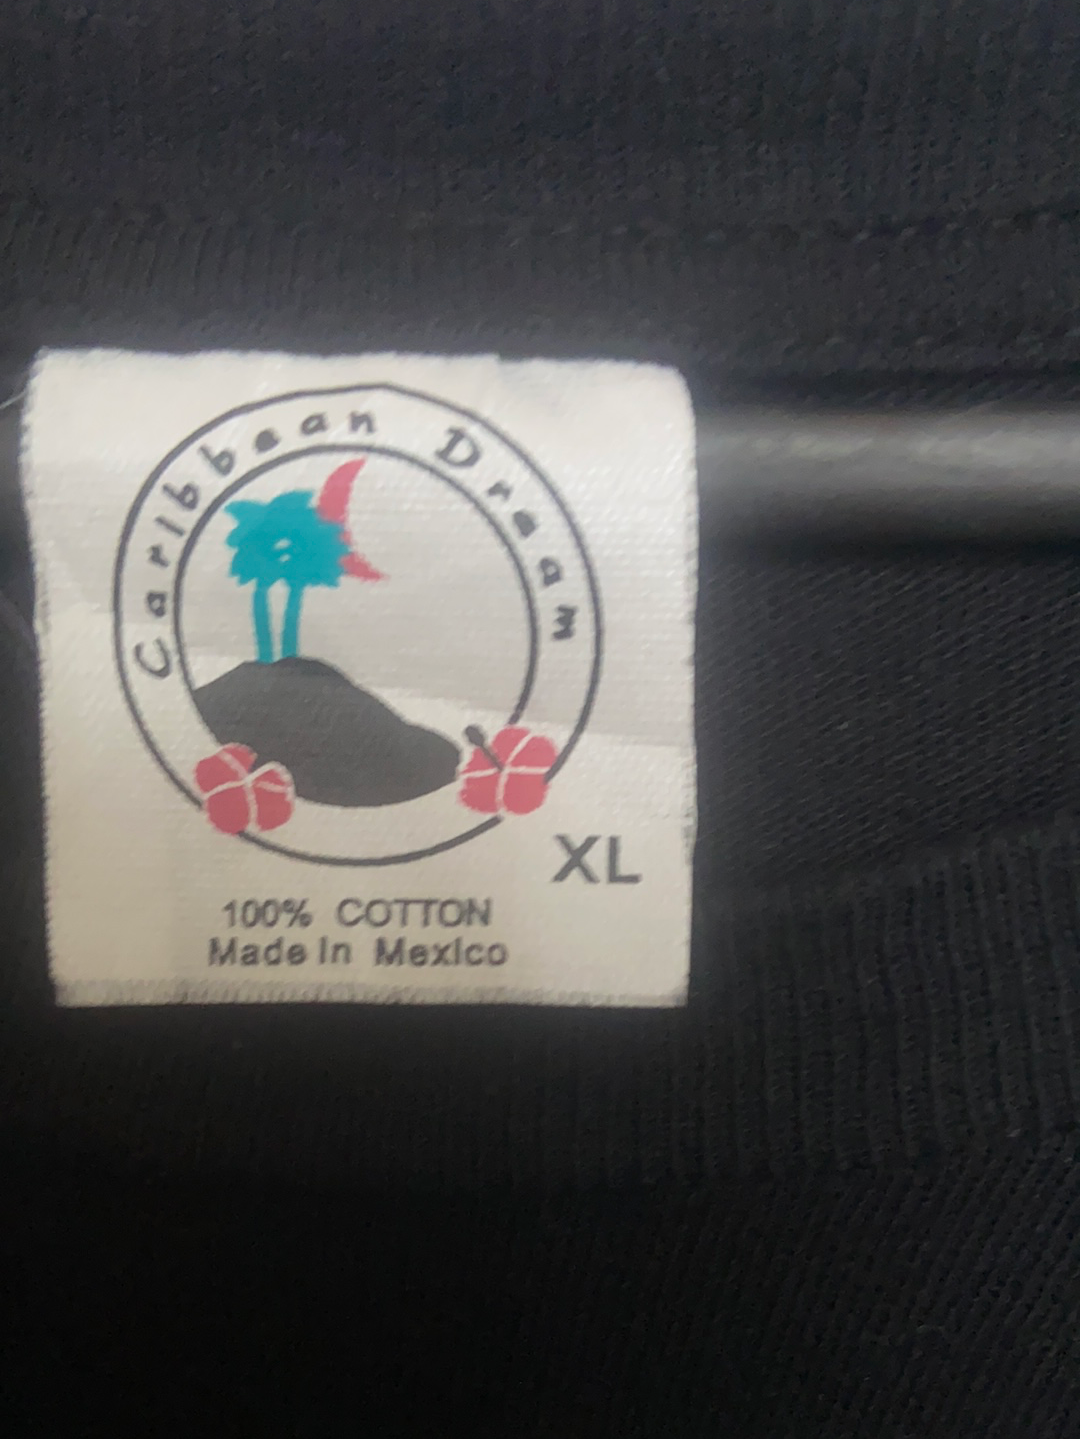 Caribbean Dream
XL
100% COTTON
Made In Mexico